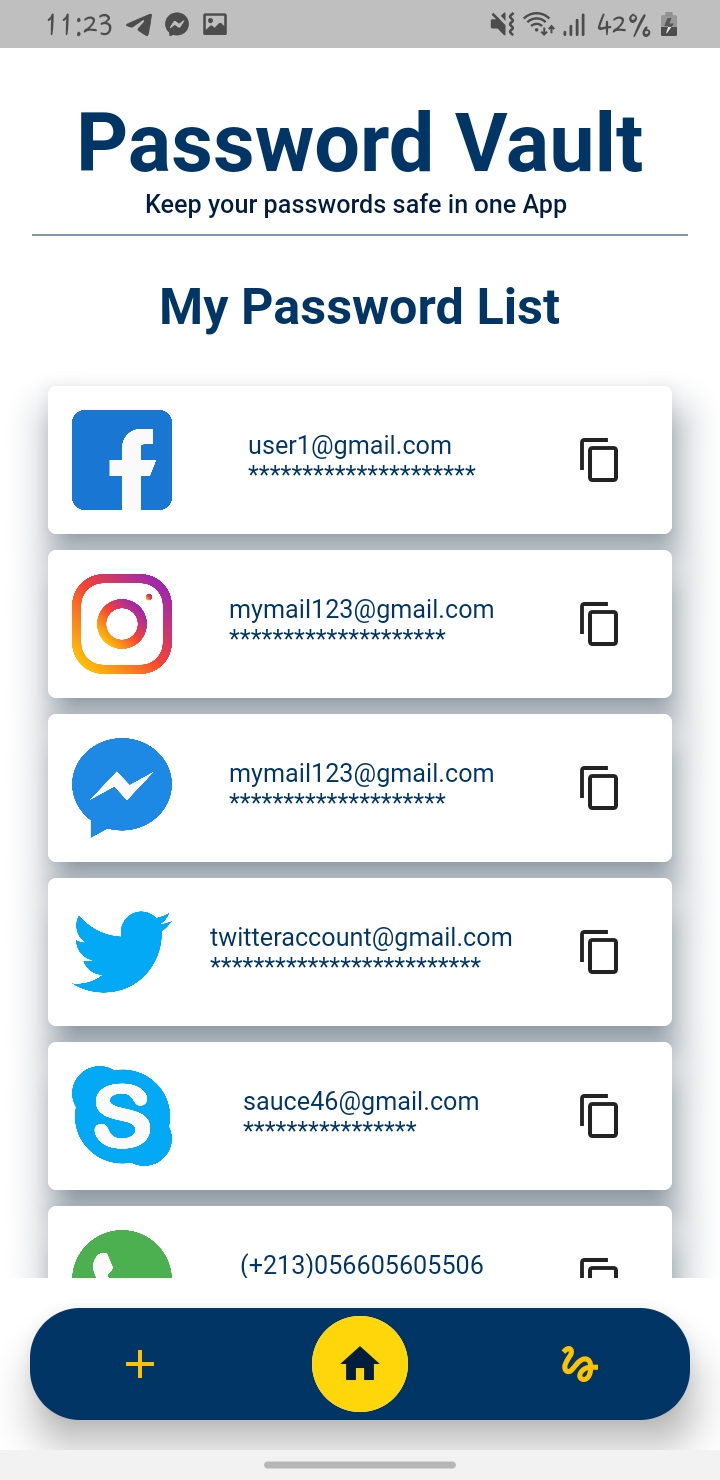 11:23
42%
Password Vault
Keep your passwords safe in one App
My Password List
user1@gmail.com
*********************
mymail123@gmail.com
********************
mymail123@gmail.com
********************
twitteraccount@gmail.com
*************************
sauce46@gmail.com
****************
(+213)056605605506